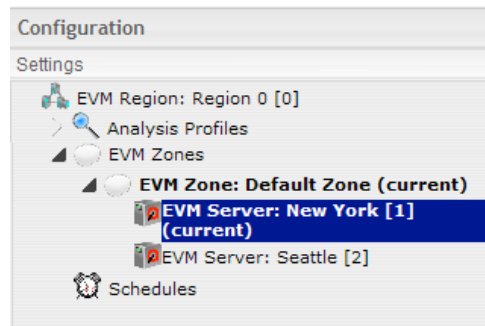 Configuration
Settings
EVM Region: Region 0 [0]
Analysis Profiles
EVM Zones
EVM Zone: Default Zone (current)
EVM Server: New York [1]
(current)
EVM Server: Seattle [2]
Schedules